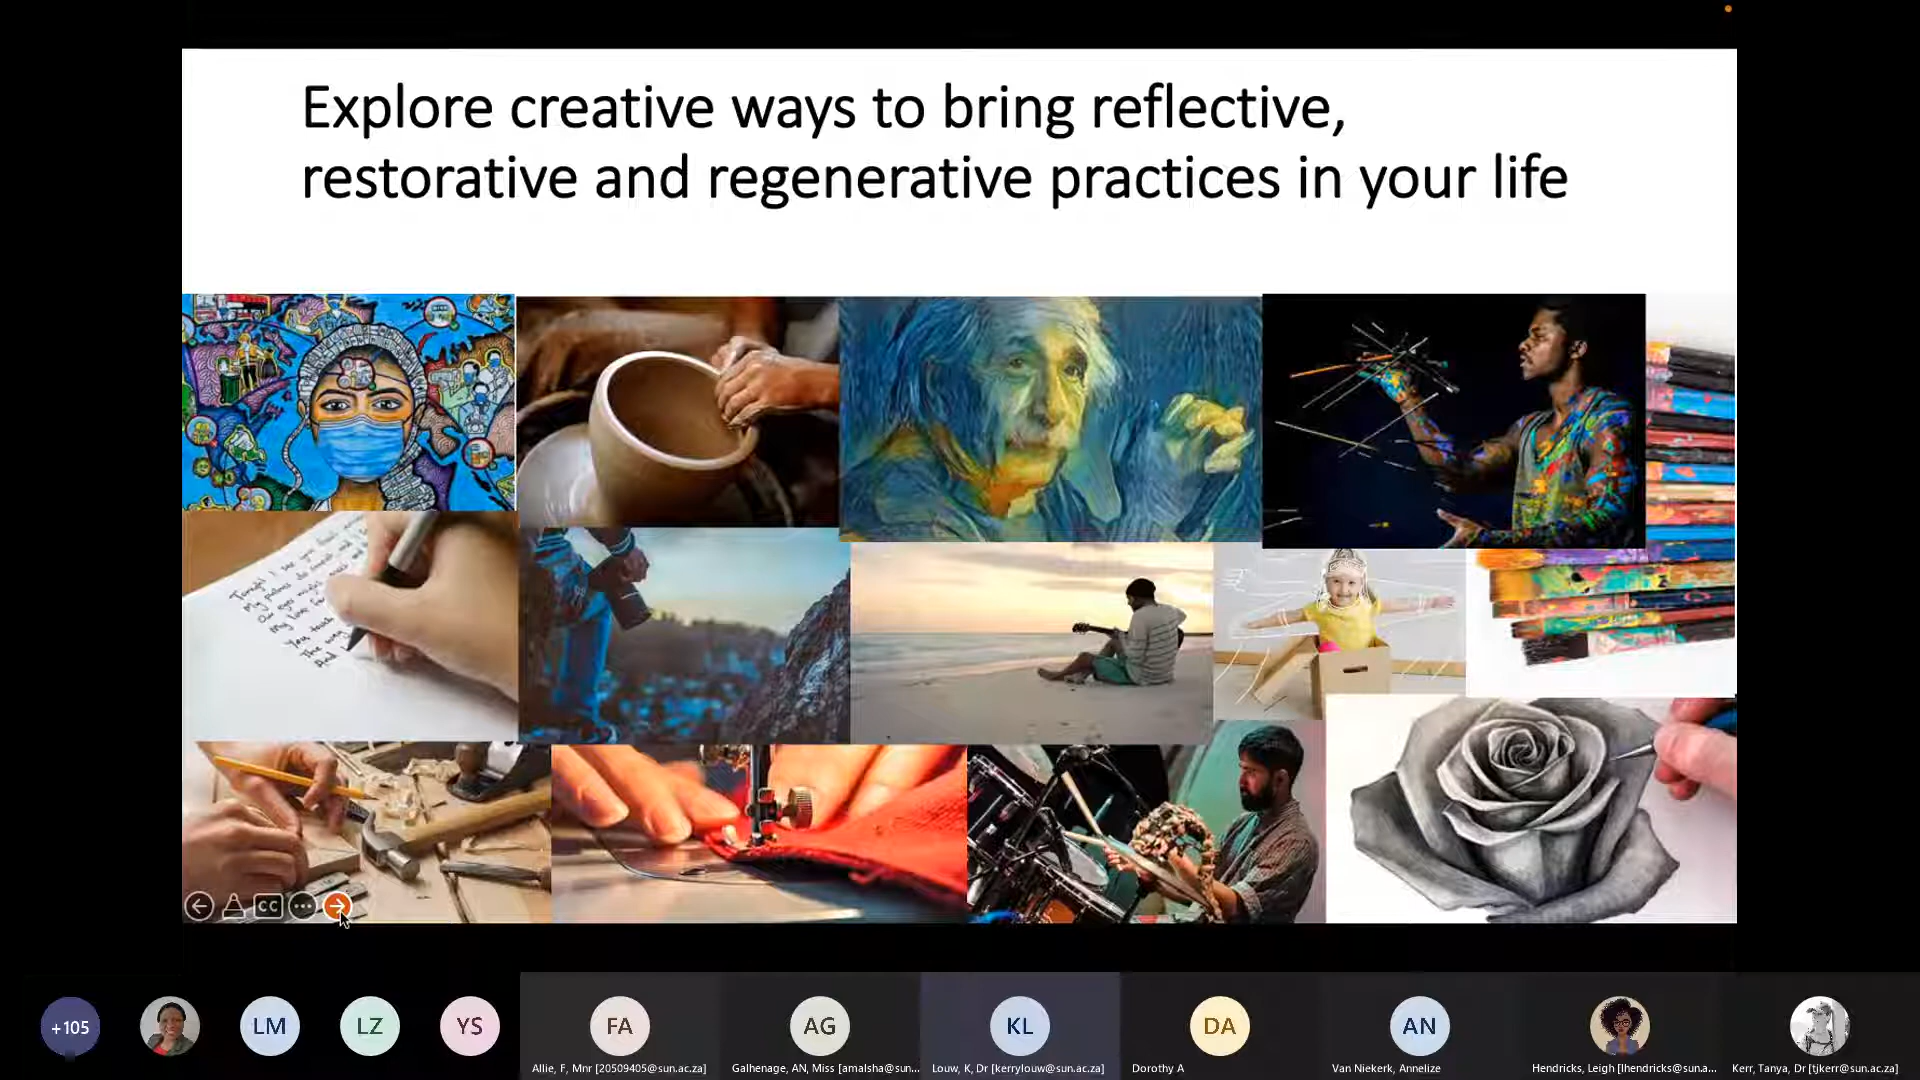 Explore creative ways to bring reflective,
restorative and regenerative practices in your life
CC
+105
LM
LZ
YS
FA
AG
KL
DA
AN
Allie, F, Mnr [20509405@sun.ac.za]
Galhenage, AN, Miss [amalsha@sun...
Louw, K, Dr [kerrylouw@sun.ac.za]
Dorothy A
Van Niekerk, Annelize
Hendricks, Leigh [lhendricks@sun.a...
Kerr, Tanya, Dr [tjkerr@sun.ac.za]